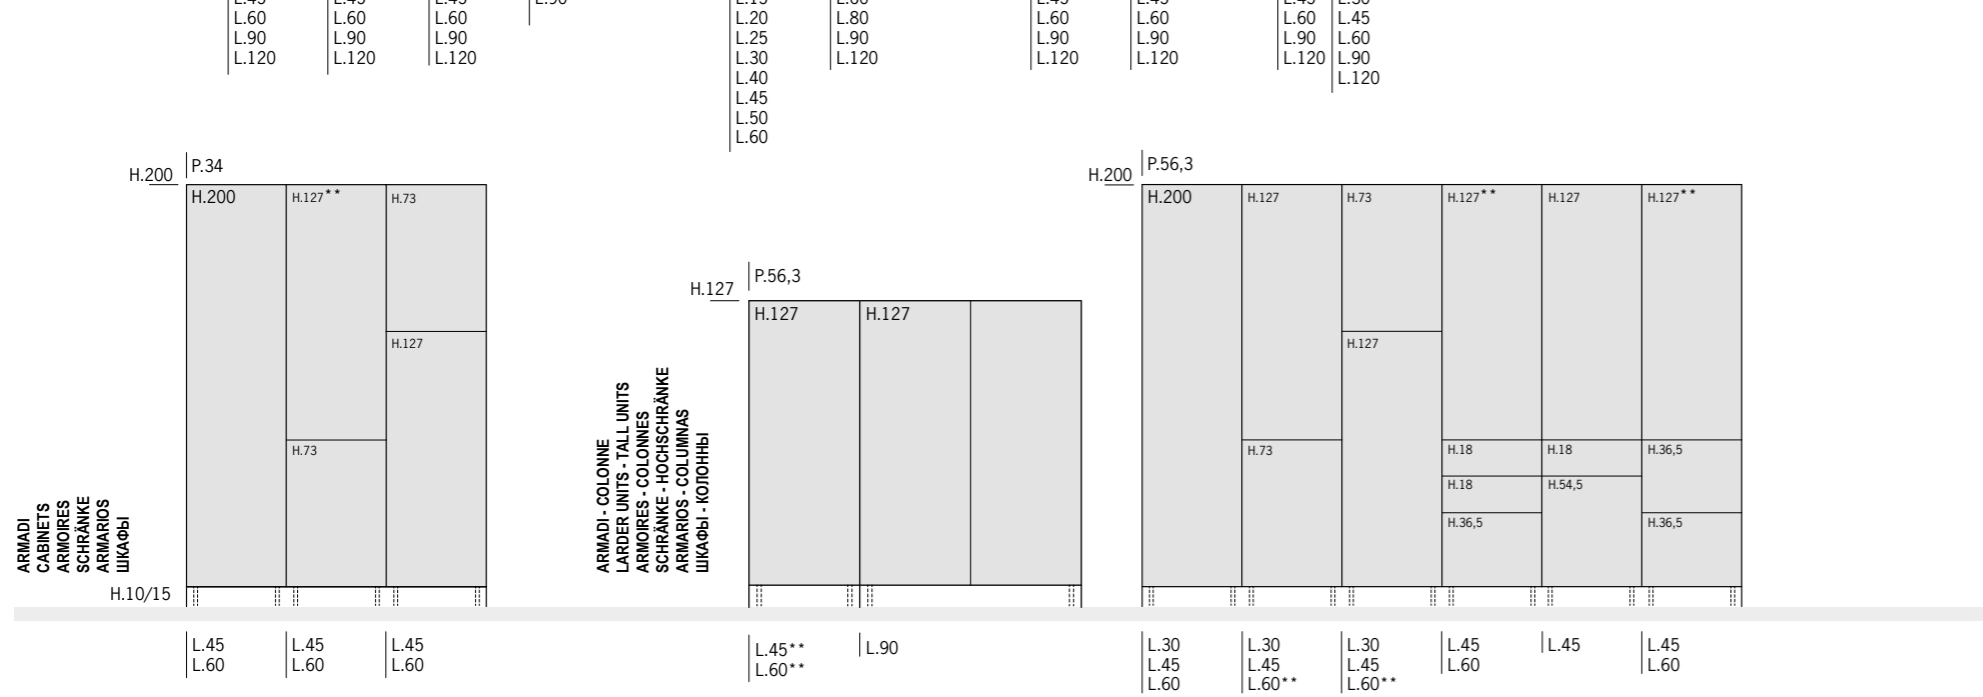 L.60
L.90
L.120
L.60
L.90
L.120
L.60
L.90
L.120
L.20
L.25
L.30
L.40
L.45
L.50
L.60
L.80
L.90
L.120
L.60
L.90
L.120
L.60
L.90
L.120
L.60
L.90
L.120
L.45
L.60
L.90
L.120
H.200
P.34
H.200
H.127**
H.73
H.127
H.73
ARMADI
CABINETS
ARMOIRES
SCHRÄNKE
ARMARIOS
ШКАФЫ
H.10/15
L.45
L.60
L.45
L.60
L.45
L.60
H.127
P.56,3
H.127
H.127
ARMADI - COLONNE
LARDER UNITS - TALL UNITS
ARMOIRES - COLONNES
SCHRÄNKE - HOCHSCHRÄNKE
ARMARIOS - COLUMNAS
ШКАФЫ - КОЛОННЫ
L.45**
L.60**
L.90
H.200
P.56,3
H.200
H.127
H.73
H.127**
H.127
H.127**
H.127
H.73
H.18
H.18
H.36,5
H.18
H.54,5
H.36,5
H.36,5
L.30
L.45
L.60
L.30
L.45
L.60**
L.30
L.45
L.60**
L.45
L.60
L.45
L.45
L.60